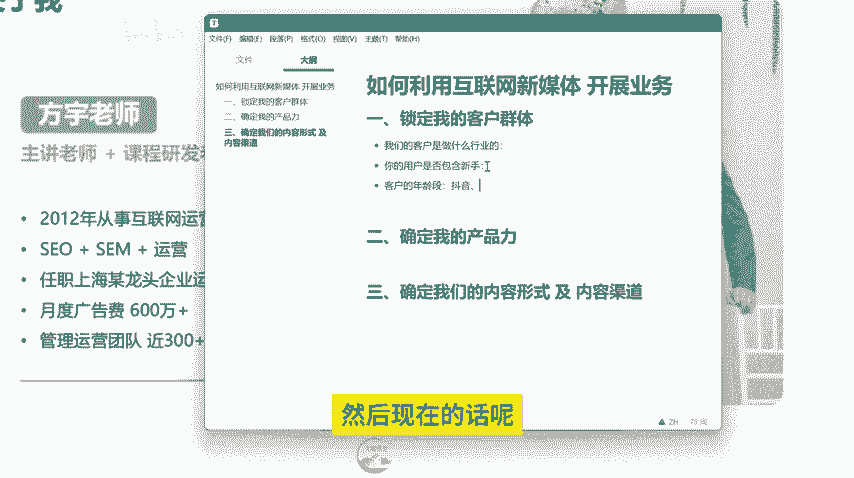 方宇老师
主讲老师 + 课程研发
• 2012年从事互联网运营
• SEO + SEM + 运营
• 任职上海某龙头企业运
• 月度广告费 600万+
• 管理运营团队 近300+
文件(F) 编辑(E) 段落(P) 格式(O) 视图(V) 主题(T) 帮助(H)
文件 大纲
如何利用互联网新媒体 开展业务
一、锁定我的客户群体
二、确定我的产品力
三、确定我们的内容形式 及
内容渠道
如何利用互联网新媒体 开展业务
一、锁定我的客户群体
• 我们的客户是做什么行业的:
• 你的用户是否包含新手:
• 客户的年龄段: 抖音、
二、确定我的产品力
三、确定我们的内容形式 及 内容渠道
ZH
然后现在的话呢